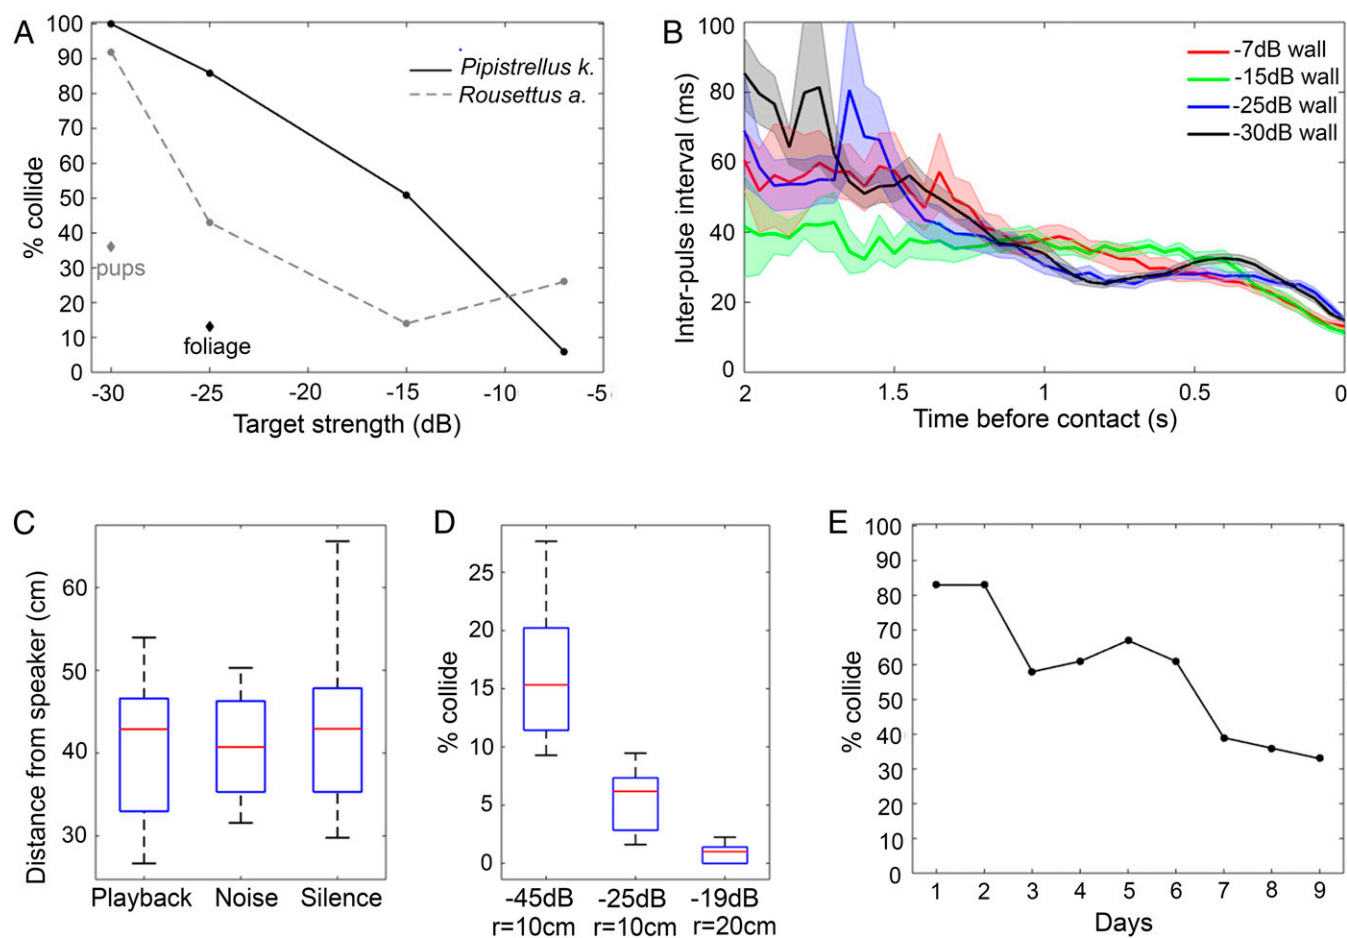 A
% collide
100
90
80
70
60
50
40
30
20
10
0
Pipistrellus k.
Rousettus a.
pups
foliage
-30
-25
-20
-15
-10
-5
Target strength (dB)
B
Inter-pulse interval (ms)
100
80
60
40
20
0
-7dB wall
-15dB wall
-25dB wall
-30dB wall
2
1.5
1
0.5
0
Time before contact (s)
C
Distance from speaker (cm)
60
50
40
30
Playback
Noise
Silence
D
% collide
25
20
15
10
5
0
-45dB
r=10cm
-25dB
r=10cm
-19dB
r=20cm
E
% collide
100
90
80
70
60
50
40
30
20
10
0
1
2
3
4
5
6
7
8
9
Days